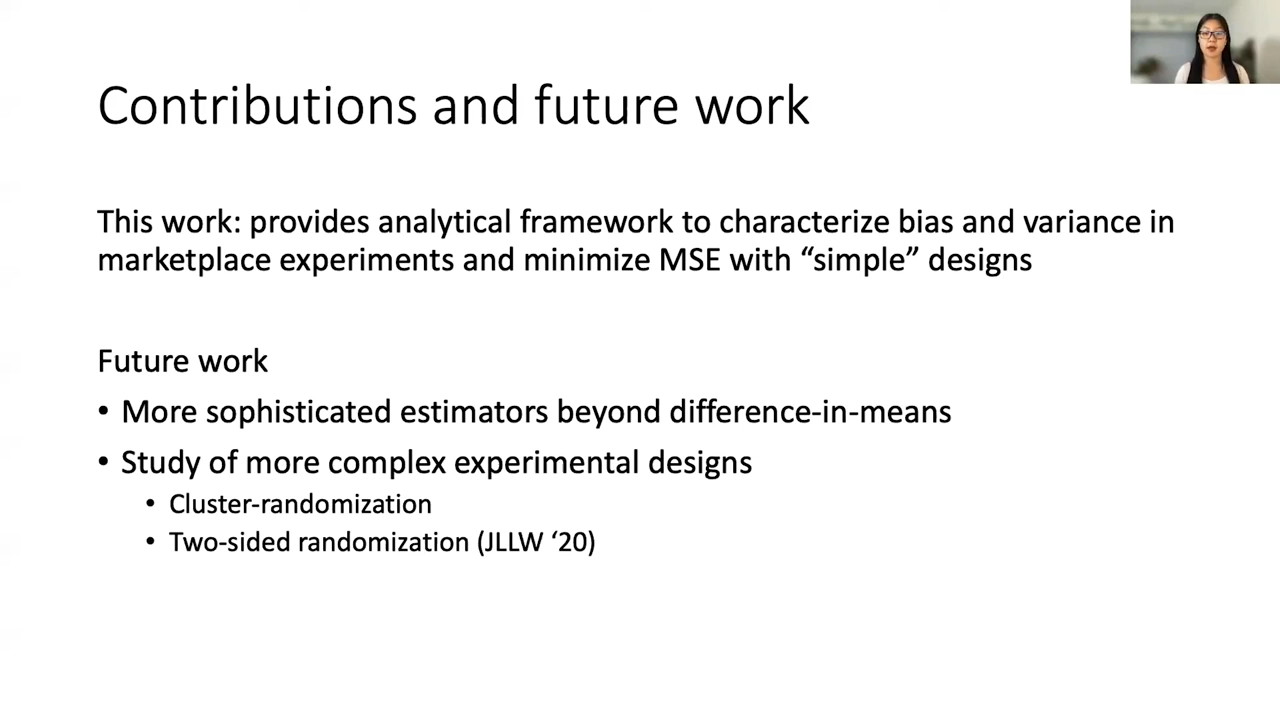 Contributions and future work
This work: provides analytical framework to characterize bias and variance in
marketplace experiments and minimize MSE with “simple” designs
Future work
• More sophisticated estimators beyond difference-in-means
• Study of more complex experimental designs
• Cluster-randomization
• Two-sided randomization (JLLW ‘20)